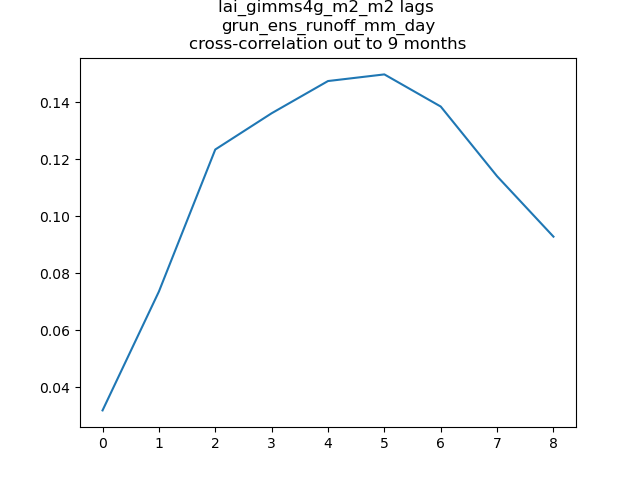 lai_gimms4g_m2_m2 lags
grun_ens_runoff_mm_day
cross-correlation out to 9 months
0.14
0.12
0.10
0.08
0.06
0.04
0 1 2 3 4 5 6 7 8